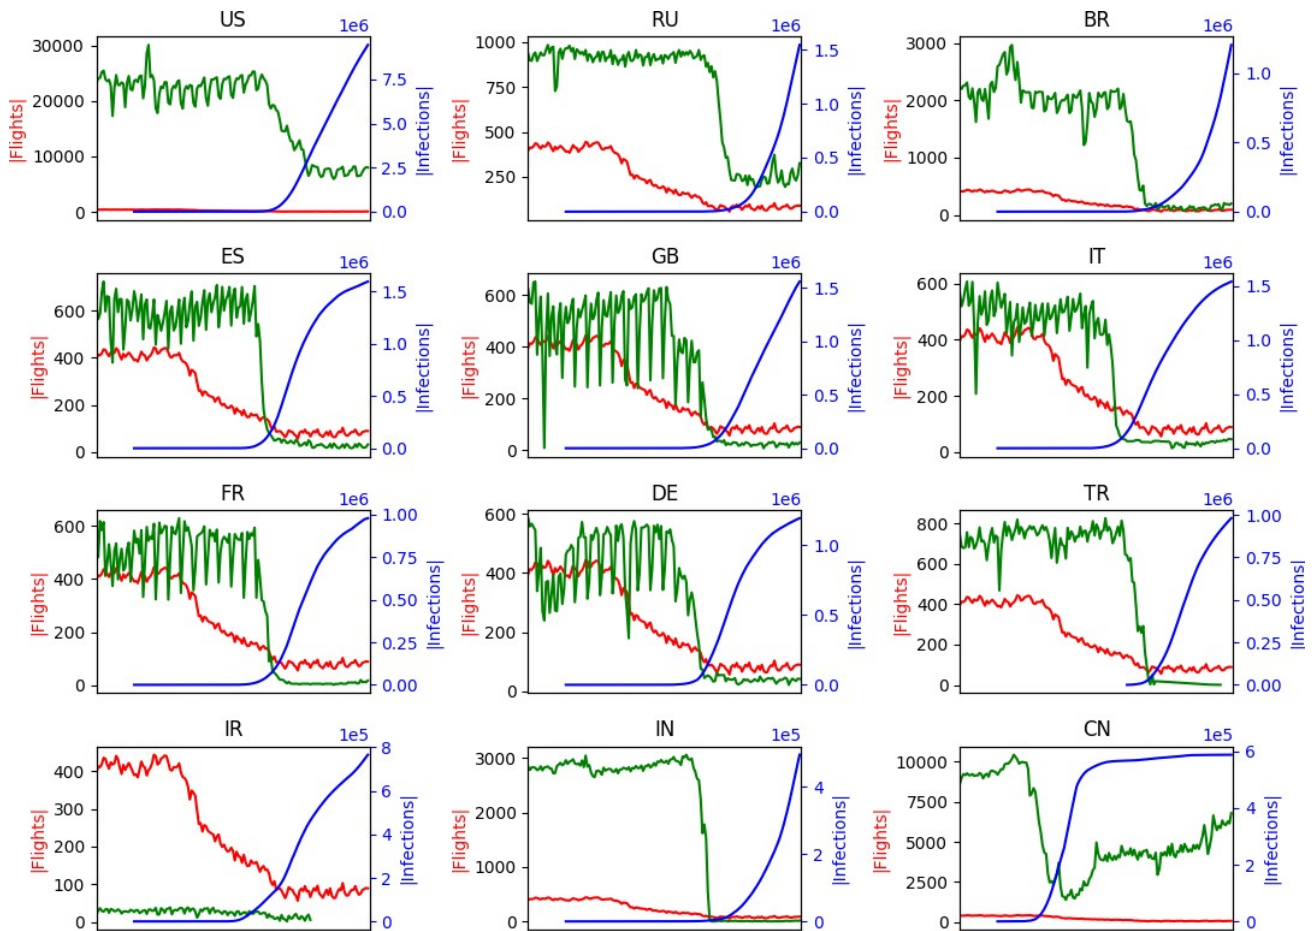 US
1e6
30000
20000
10000
0
|Flights|
7.5
5.0
2.5
0.0
|Infections|
RU
1000
750
500
250
|Flights|
1.5
1.0
0.5
0.0
|Infections|
BR
1e6
3000
2000
1000
0
|Flights|
1.0
0.5
0.0
|Infections|
ES
1e6
600
400
200
0
|Flights|
1.5
1.0
0.5
0.0
|Infections|
GB
1e6
600
400
200
0
|Flights|
1.5
1.0
0.5
0.0
|Infections|
IT
1e6
600
400
200
0
|Flights|
1.5
1.0
0.5
0.0
|Infections|
FR
1e6
600
400
200
0
|Flights|
1.00
0.75
0.50
0.25
0.00
|Infections|
DE
1e6
600
400
200
0
|Flights|
1.0
0.5
0.0
|Infections|
TR
1e6
800
600
400
200
0
|Flights|
1.00
0.75
0.50
0.25
0.00
|Infections|
IR
1e5
400
300
200
100
0
|Flights|
8
6
4
2
0
|Infections|
IN
1e5
3000
2000
1000
0
|Flights|
4
2
0
|Infections|
CN
1e5
10000
7500
5000
2500
0
|Flights|
6
4
2
0
|Infections|